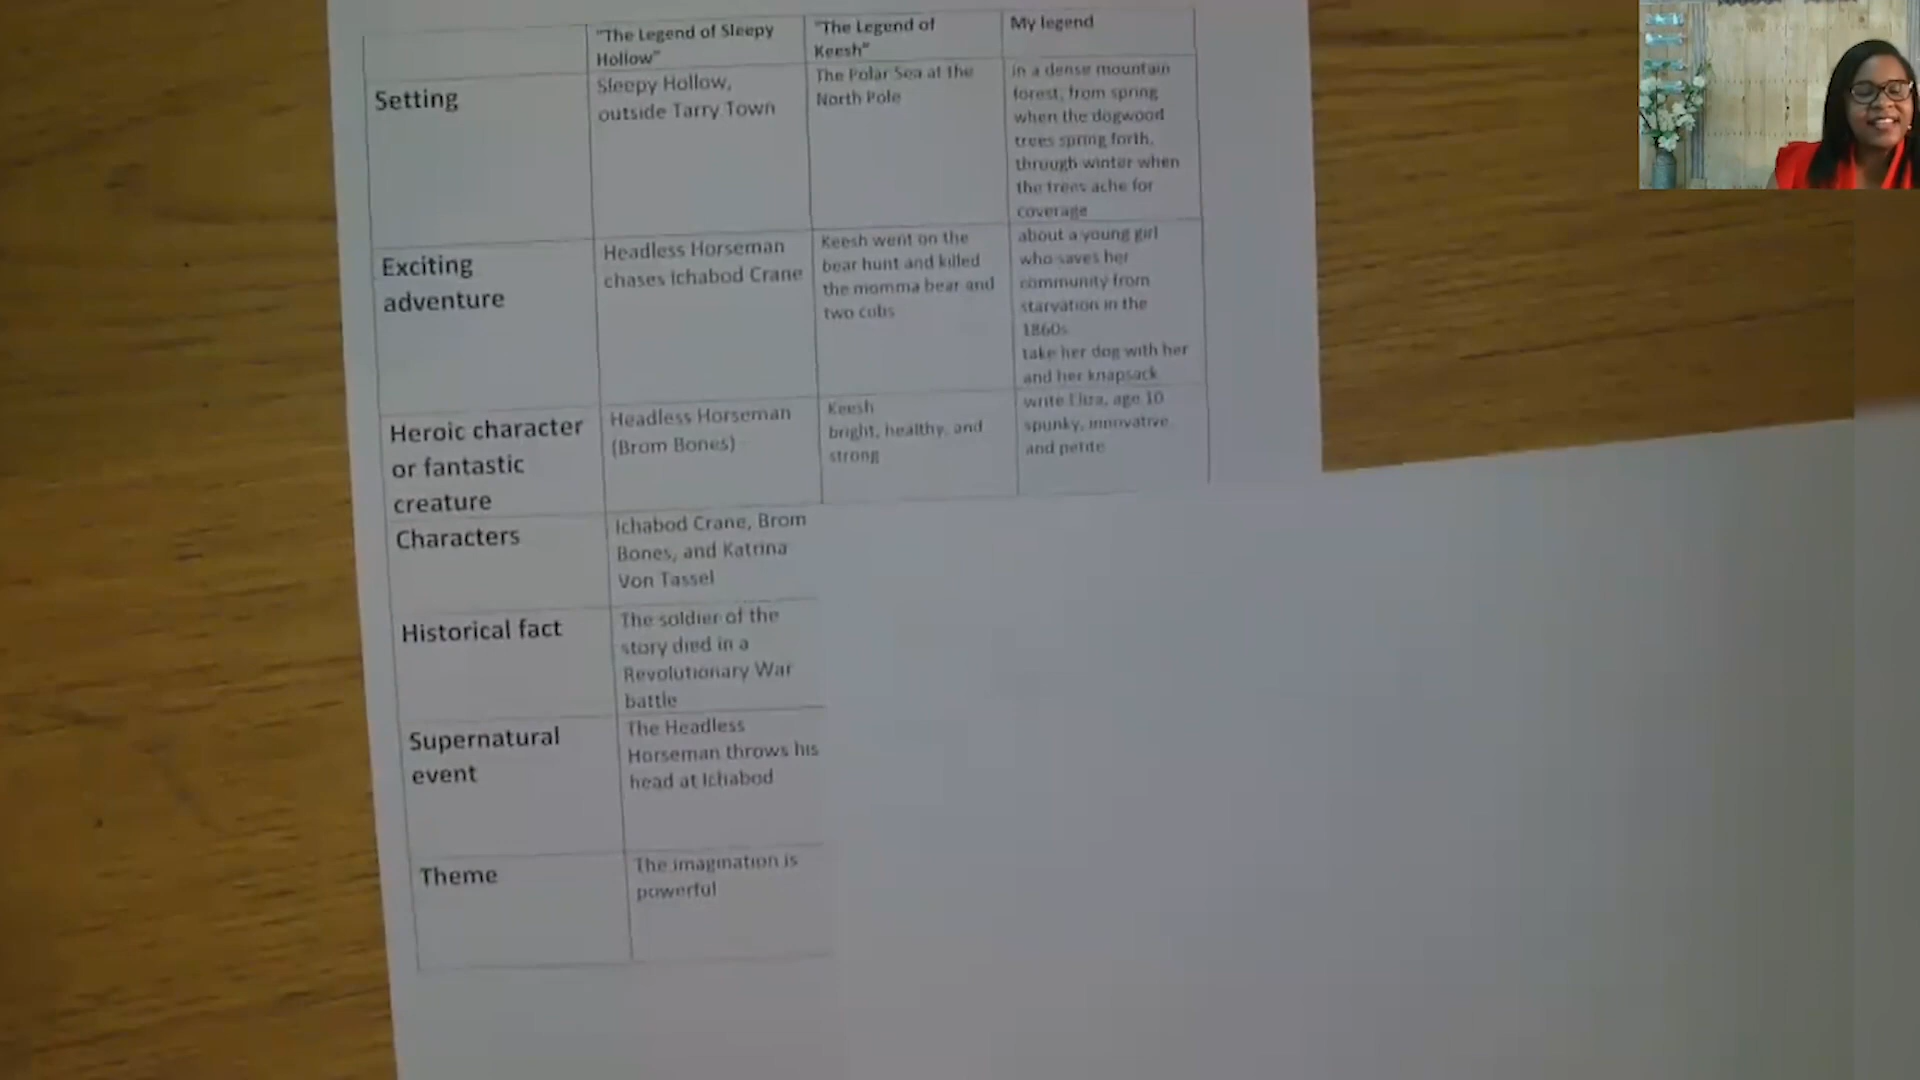 "The Legend of Sleepy
Hollow"
"The Legend of
Keesh"
My legend
Setting
Sleepy Hollow,
outside Tarry Town
The Polar Sea at the
North Pole
in a dense mountain
forest, from spring
when the dogwood
trees spring forth,
through winter when
the trees ache for
coverage
Exciting
adventure
Headless Horseman
chases Ichabod Crane
Keesh went on the
bear hunt and killed
the momma bear and
two cubs
about a young girl
who saves her
community from
starvation in the
1860s
take her dog with her
and her knapsack
Heroic character
or fantastic
creature
Headless Horseman
(Brom Bones)
Keesh
bright, healthy, and
strong
write Eliza, age 10
spunky, innovative
and petite
Characters
Ichabod Crane, Brom
Bones, and Katrina
Von Tassel
Historical fact
The soldier of the
story died in a
Revolutionary War
battle
Supernatural
event
The Headless
Horseman throws his
head at Ichabod
Theme
The imagination is
powerful